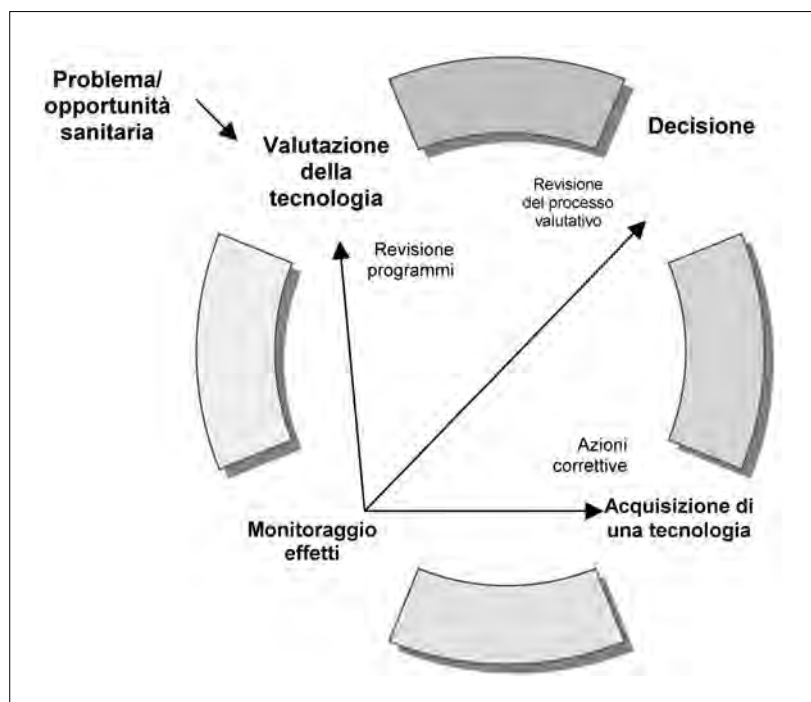 Problema/
opportunità
sanitaria
Valutazione
della
tecnologia
Decisione
Revisione
del processo
valutativo
Revisione
programmi
Azioni
correttive
Monitoraggio
effetti
Acquisizione di
una tecnologia